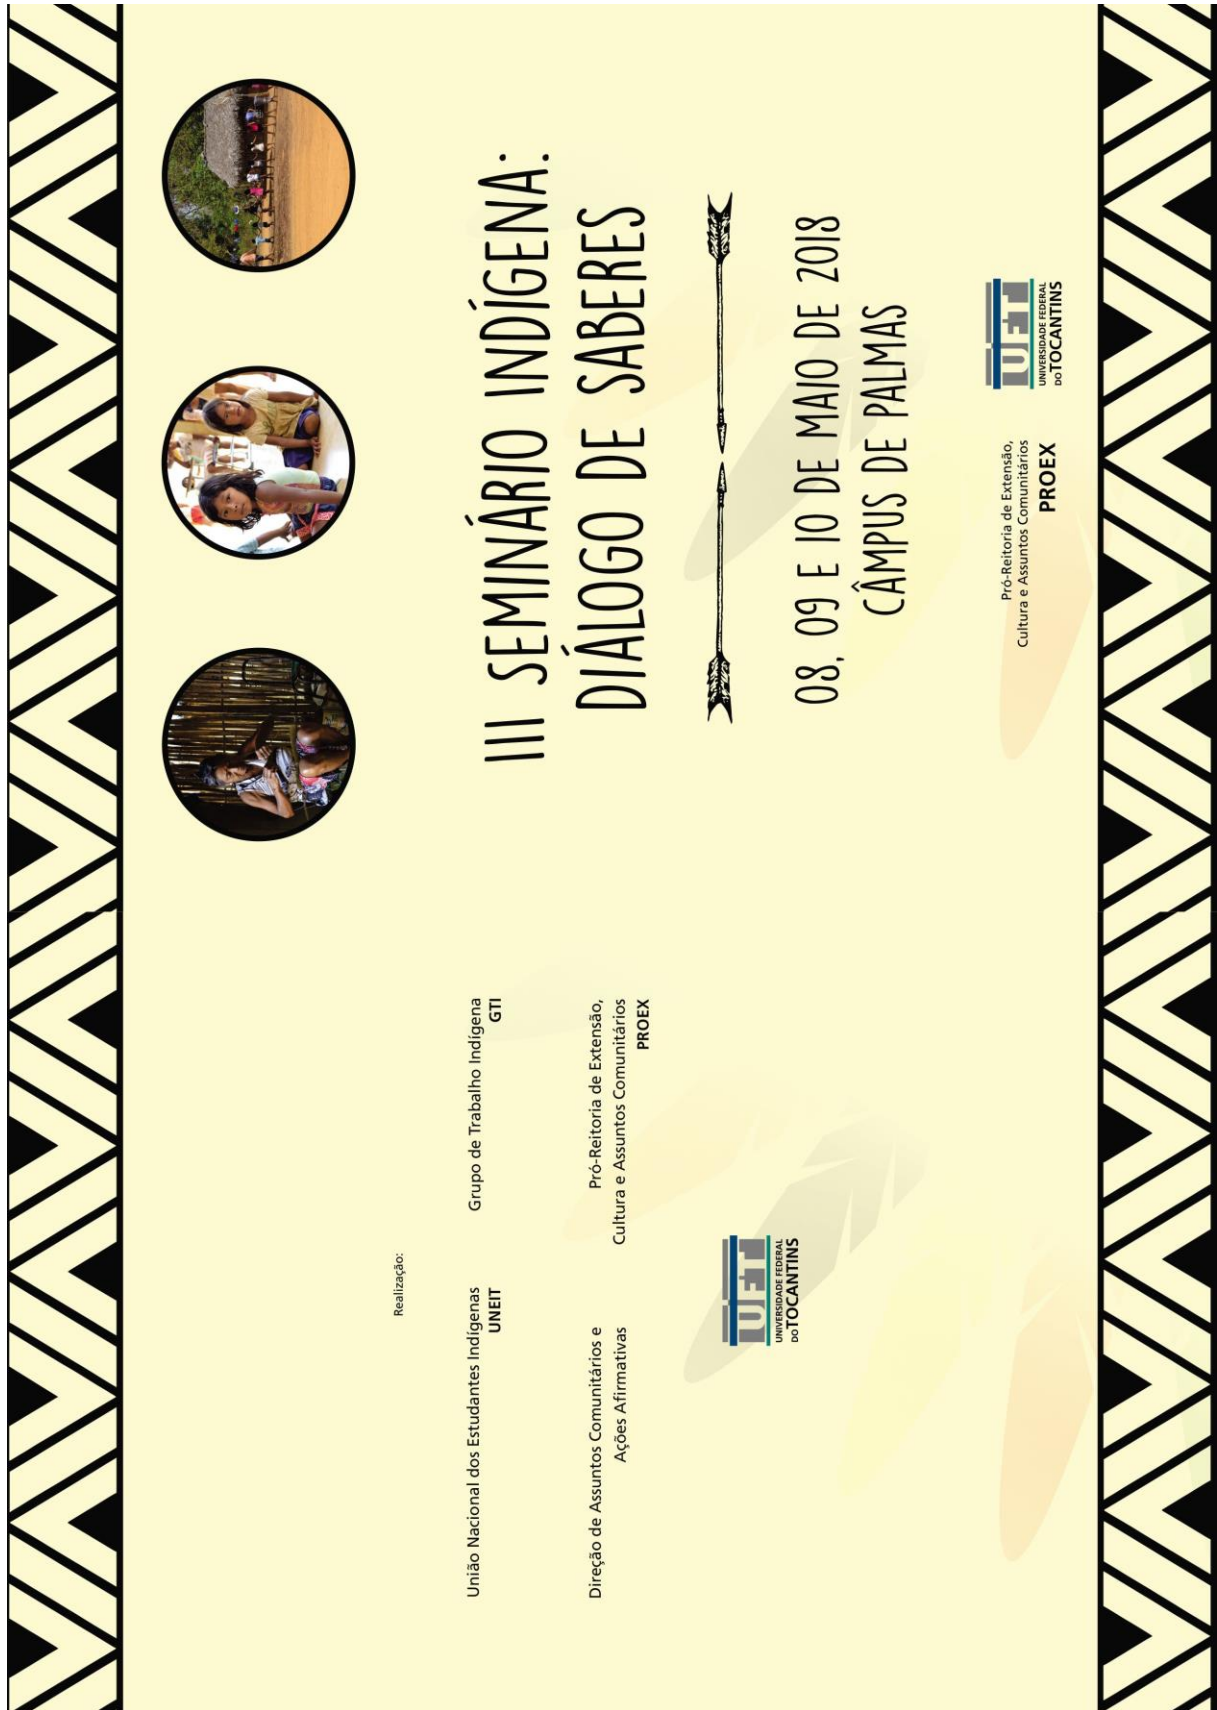 Realização:
União Nacional dos Estudantes Indígenas
UNEIT
Grupo de Trabalho Indígena
GTI
Direção de Assuntos Comunitários e
Ações Afirmativas
Pró-Reitoria de Extensão,
Cultura e Assuntos Comunitários
PROEX
UFT
UNIVERSIDADE FEDERAL
DO TOCANTINS
III SEMINÁRIO INDÍGENA:
DIÁLOGO DE SABERES
08, 09 E 10 DE MAIO DE 2018
CÂMPUS DE PALMAS
Pró-Reitoria de Extensão,
Cultura e Assuntos Comunitários
PROEX
UFT
UNIVERSIDADE FEDERAL
DO TOCANTINS